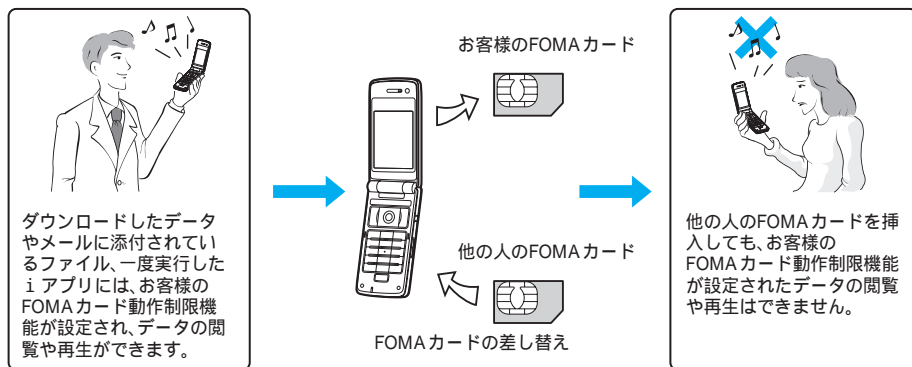 ダウンロードしたデータ
やメールに添付されてい
るファイル、一度実行した
iアプリには、お客様の
FOMAカード動作制限機
能が設定され、データの閲
覧や再生ができます。
お客様のFOMAカード
他の人のFOMAカード
FOMAカードの差し替え
他の人のFOMAカードを挿
入しても、お客様の
FOMAカード動作制限機能
が設定されたデータの閲覧
や再生はできません。